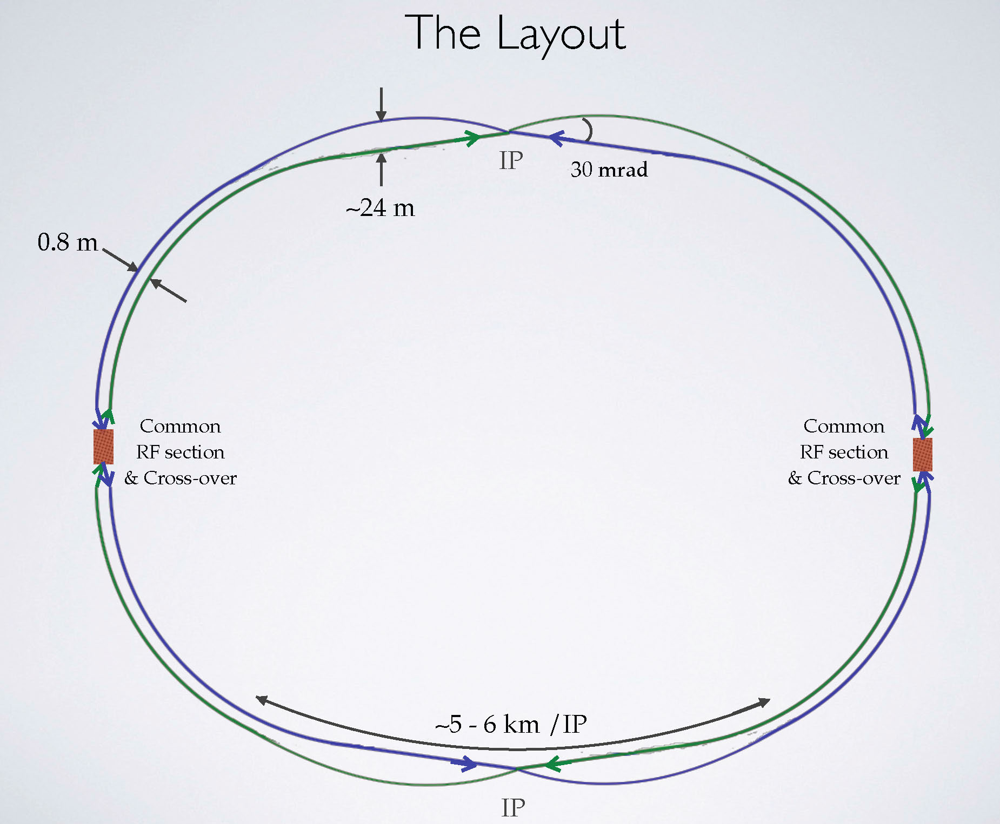 The Layout
IP
30 mrad
~24 m
0.8 m
Common
RF section
& Cross-over
Common
RF section
& Cross-over
~5 - 6 km /IP
IP